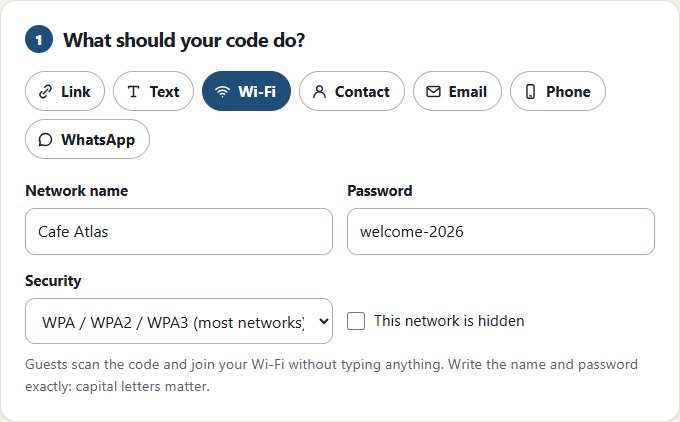 1 What should your code do?
Link Text Wi-Fi Contact Email Phone
WhatsApp
Network name Password
Cafe Atlas welcome-2026
Security
WPA / WPA2 / WPA3 (most networks) This network is hidden
Guests scan the code and join your Wi-Fi without typing anything. Write the name and password
exactly: capital letters matter.